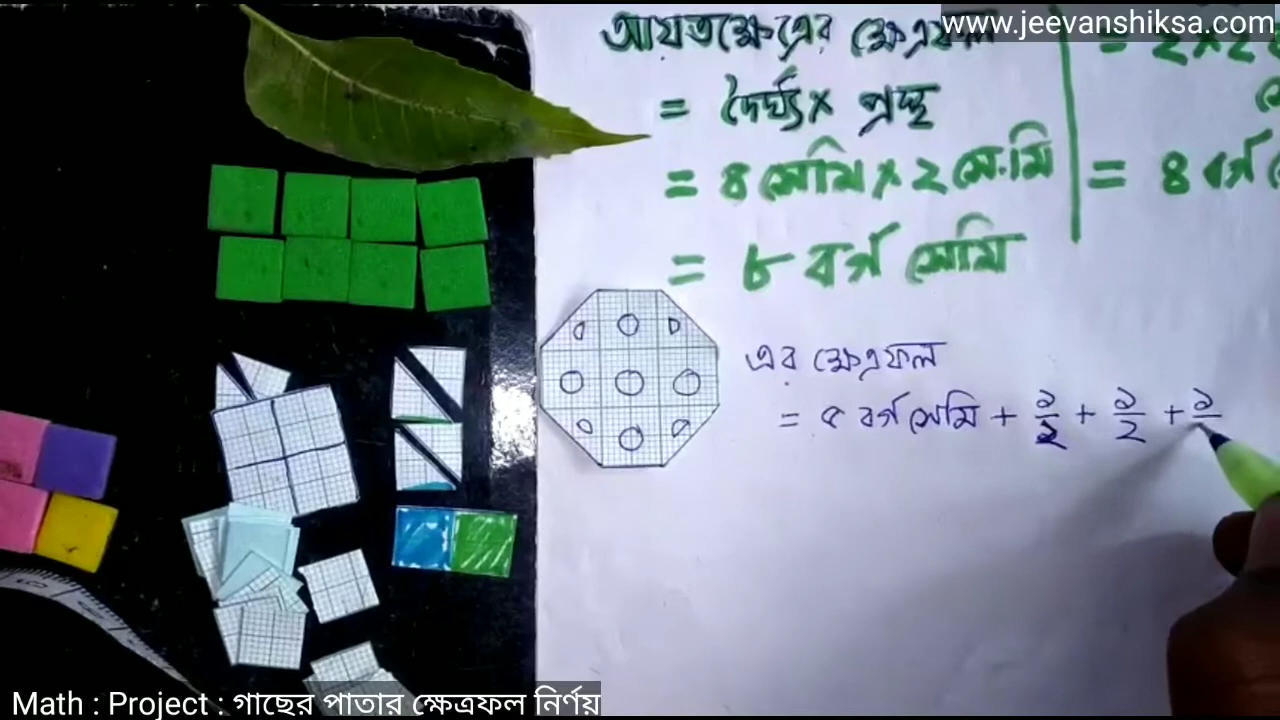 www.jeevanshiksa.com
আয়তক্ষেত্রের ক্ষেত্রফল
= দৈর্ঘ্য × প্রস্থ
= ৪ সেমি × ২ সে.মি
= ৮ বর্গ সেমি
= ২ × ২
= ৪ বর্গ
এর ক্ষেত্রফল
= ৫ বর্গ সেমি + ১/২ + ১/২ + ১/
Math : Project : গাছের পাতার ক্ষেত্রফল নির্ণয়